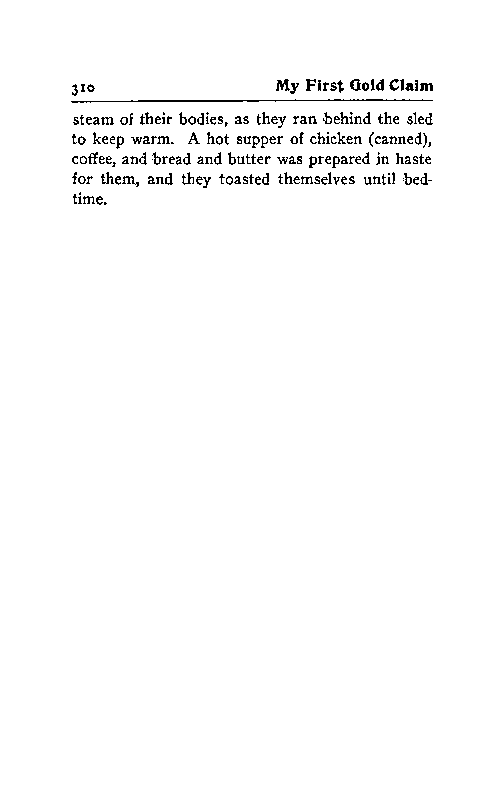 310 My First Gold Claim
steam of their bodies, as they ran behind the sled
to keep warm. A hot supper of chicken (canned),
coffee, and bread and butter was prepared in haste
for them, and they toasted themselves until bed-
time.